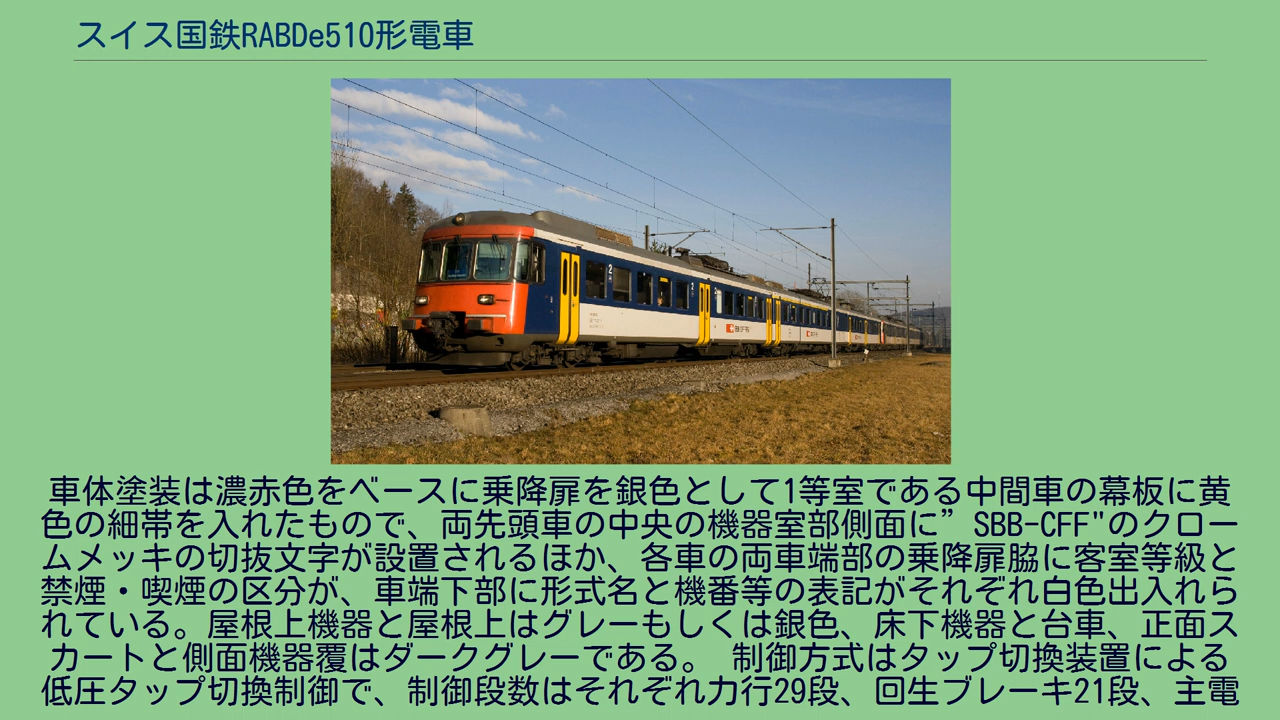 スイス国鉄RABDe510形電車
車体塗装は濃赤色をベースに乗降扉を銀色として1等室である中間車の幕板に黄
色の細帯を入れたもので、両先頭車の中央の機器室部側面に”SBB-CFF"のクロー
ムメッキの切抜文字が設置されるほか、各車の両車端部の乗降扉脇に客室等級と
禁煙・喫煙の区分が、車端下部に形式名と機番等の表記がそれぞれ白色出入れら
れている。屋根上機器と屋根上はグレーもしくは銀色、床下機器と台車、正面ス
カートと側面機器覆はダークグレーである。 制御方式はタップ切換装置による
低圧タップ切換制御で、制御段数はそれぞれ力行29段、回生ブレーキ21段、主電